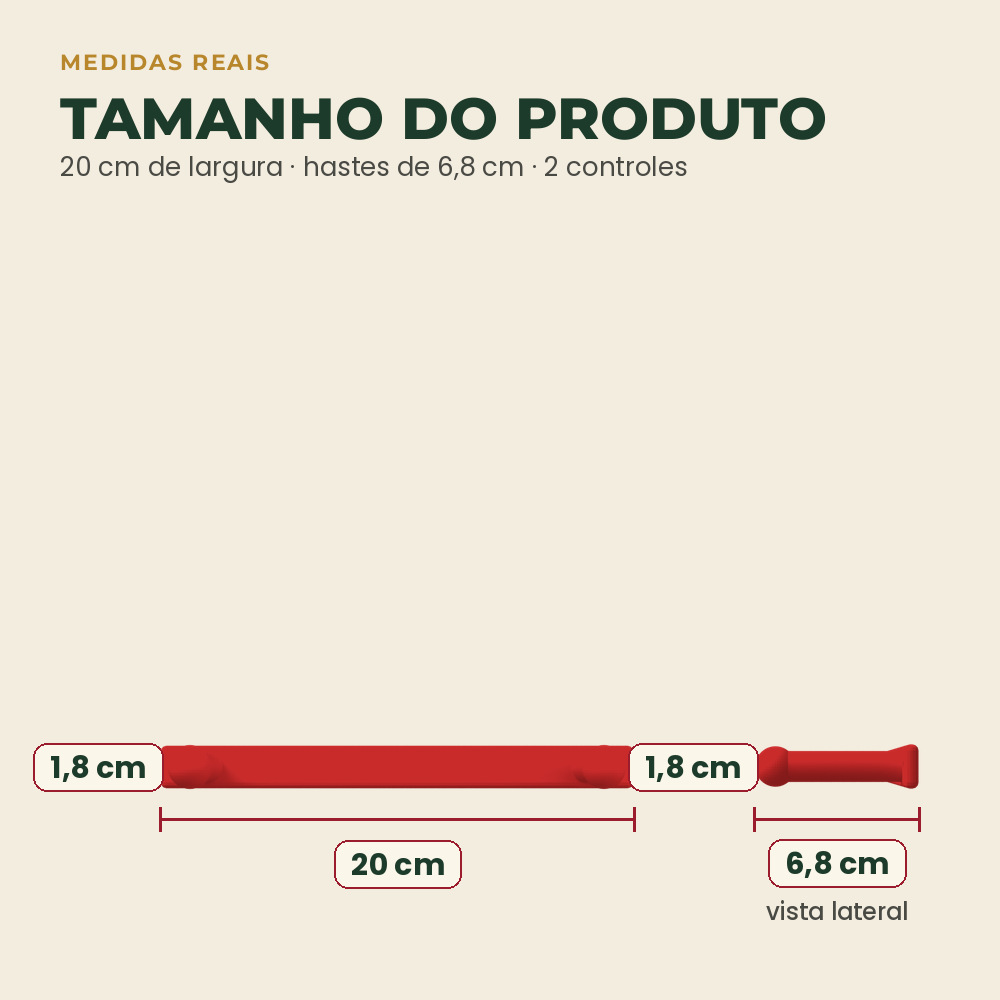 MEDIDAS REAIS
TAMANHO DO PRODUTO
20 cm de largura · hastes de 6,8 cm · 2 controles
1,8 cm
1,8 cm
20 cm
6,8 cm
vista lateral